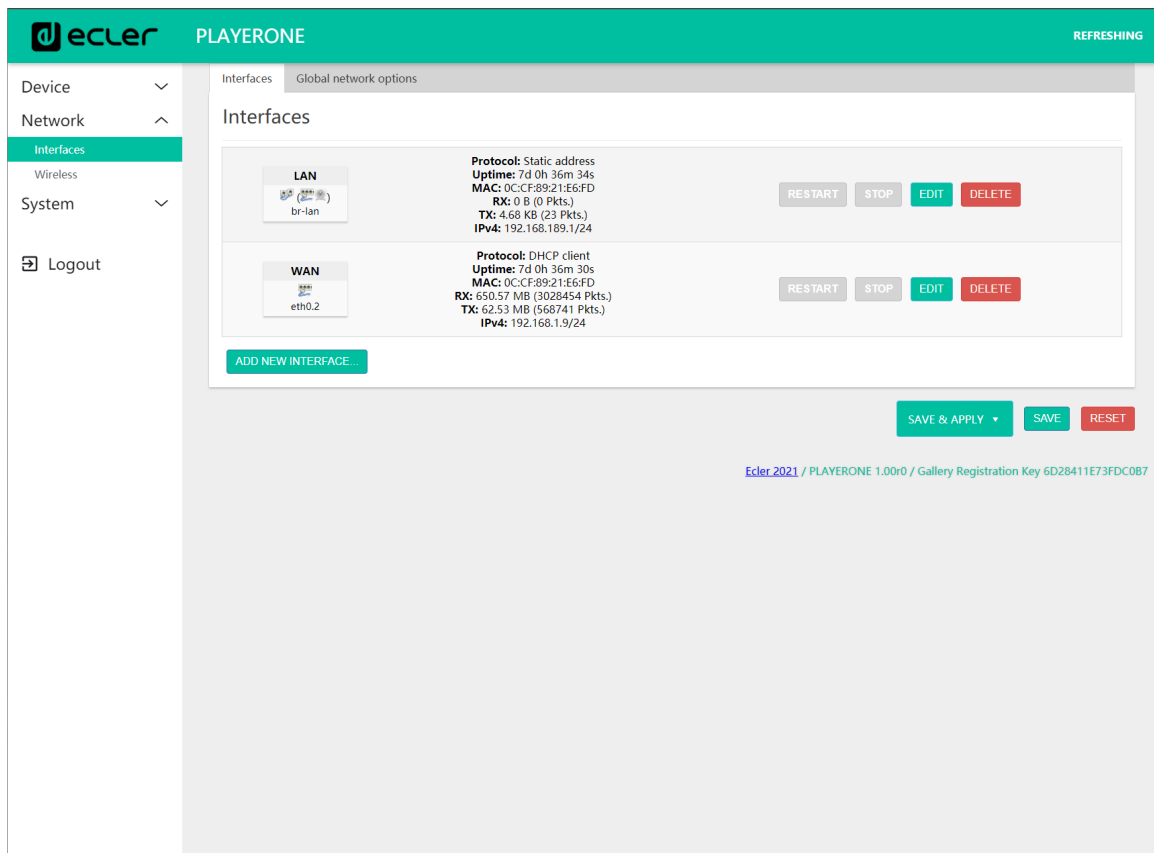 ecler
PLAYERONE
REFRESHING
Device
Network
Interfaces
Wireless
System
Logout
Interfaces
Global network options
Interfaces
LAN
( )
br-lan
Protocol: Static address
Uptime: 7d 0h 36m 34s
MAC: 0C:CF:89:21:E6:FD
RX: 0 B (0 Pkts.)
TX: 4.68 KB (23 Pkts.)
IPv4: 192.168.189.1/24
RESTART
STOP
EDIT
DELETE
WAN
eth0.2
Protocol: DHCP client
Uptime: 7d 0h 36m 30s
MAC: 0C:CF:89:21:E6:FD
RX: 650.57 MB (3028454 Pkts.)
TX: 62.53 MB (568741 Pkts.)
IPv4: 192.168.1.9/24
RESTART
STOP
EDIT
DELETE
ADD NEW INTERFACE...
SAVE & APPLY
SAVE
RESET
Ecler 2021 / PLAYERONE 1.00r0 / Gallery Registration Key 6D28411E73FDC0B7